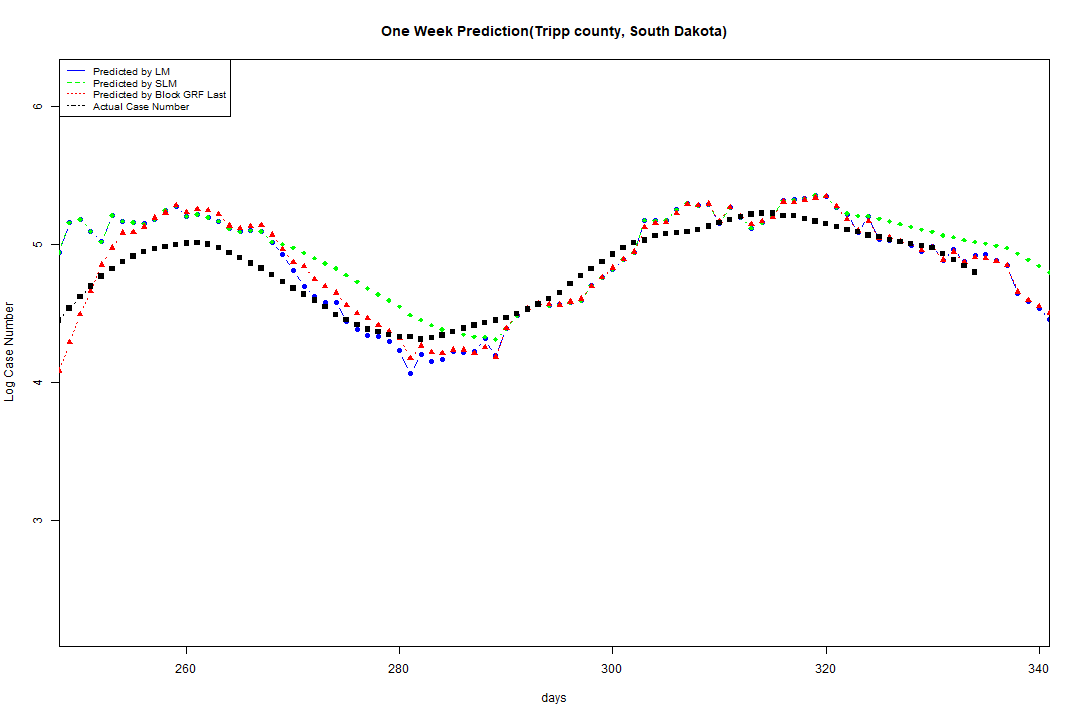 One Week Prediction(Tripp county, South Dakota)
Predicted by LM
Predicted by SLM
Predicted by Block GRF Last
Actual Case Number
6
5
4
3
Log Case Number
260 280 300 320 340
days